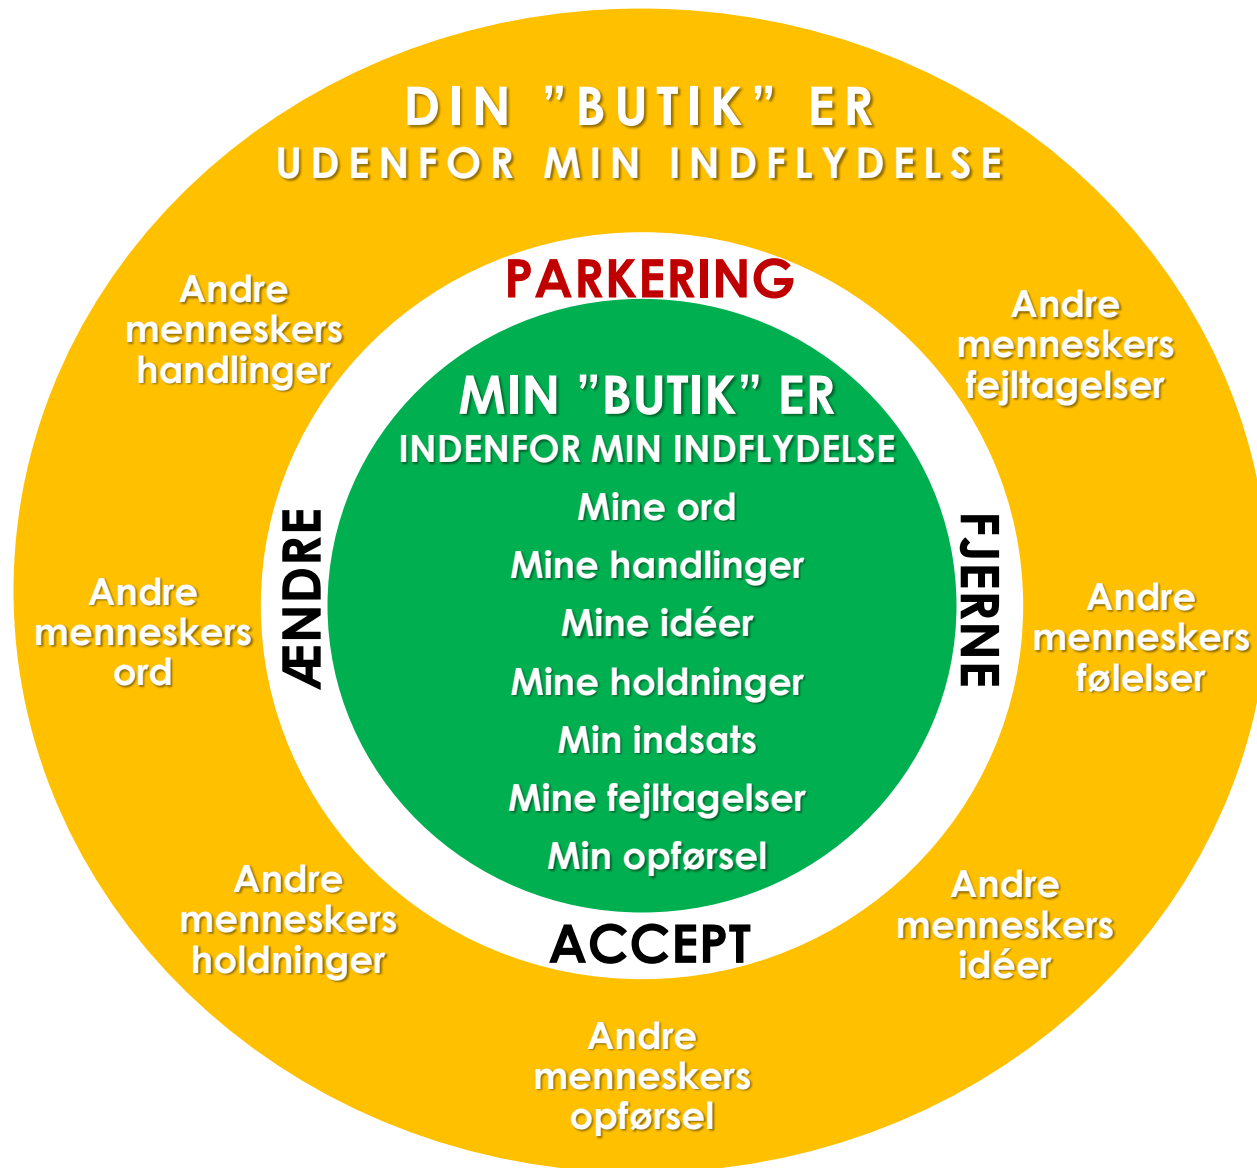 DIN ”BUTIK” ER
UDENFOR MIN INDFLYDELSE
PARKERING
Andre
menneskers
handlinger
Andre
menneskers
fejltagelser
MIN ”BUTIK” ER
INDENFOR MIN INDFLYDELSE
Mine ord
Mine handlinger
Mine idéer
Mine holdninger
Min indsats
Mine fejltagelser
Min opførsel
ÆNDRE
FJERNE
Andre
menneskers
ord
Andre
menneskers
følelser
Andre
menneskers
holdninger
ACCEPT
Andre
menneskers
idéer
Andre
menneskers
opførsel